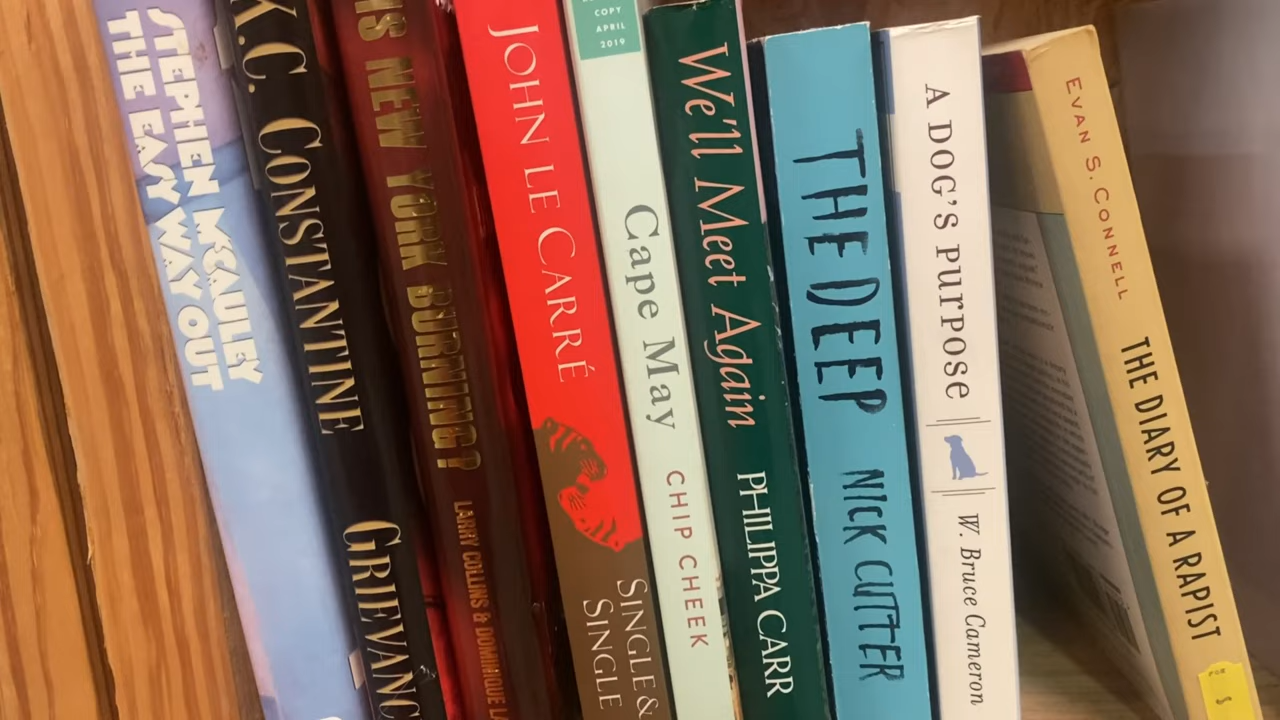 STEPHEN MCAULEY
THE EASY WAY OUT
K.C. CONSTANTINE
GRIEVANC
IS NEW YORK BURNING?
LARRY COLLINS & DOMINIQUE LA
JOHN LE CARRÉ
SINGLE &
SINGLE
COPY
APRIL
2019
Cape May
CHIP CHEEK
We'll Meet Again
PHILIPPA CARR
THE DEEP
NICK CUTTER
A DOG'S PURPOSE
W. Bruce Cameron
EVAN S. CONNELL
THE DIARY OF A RAPIST